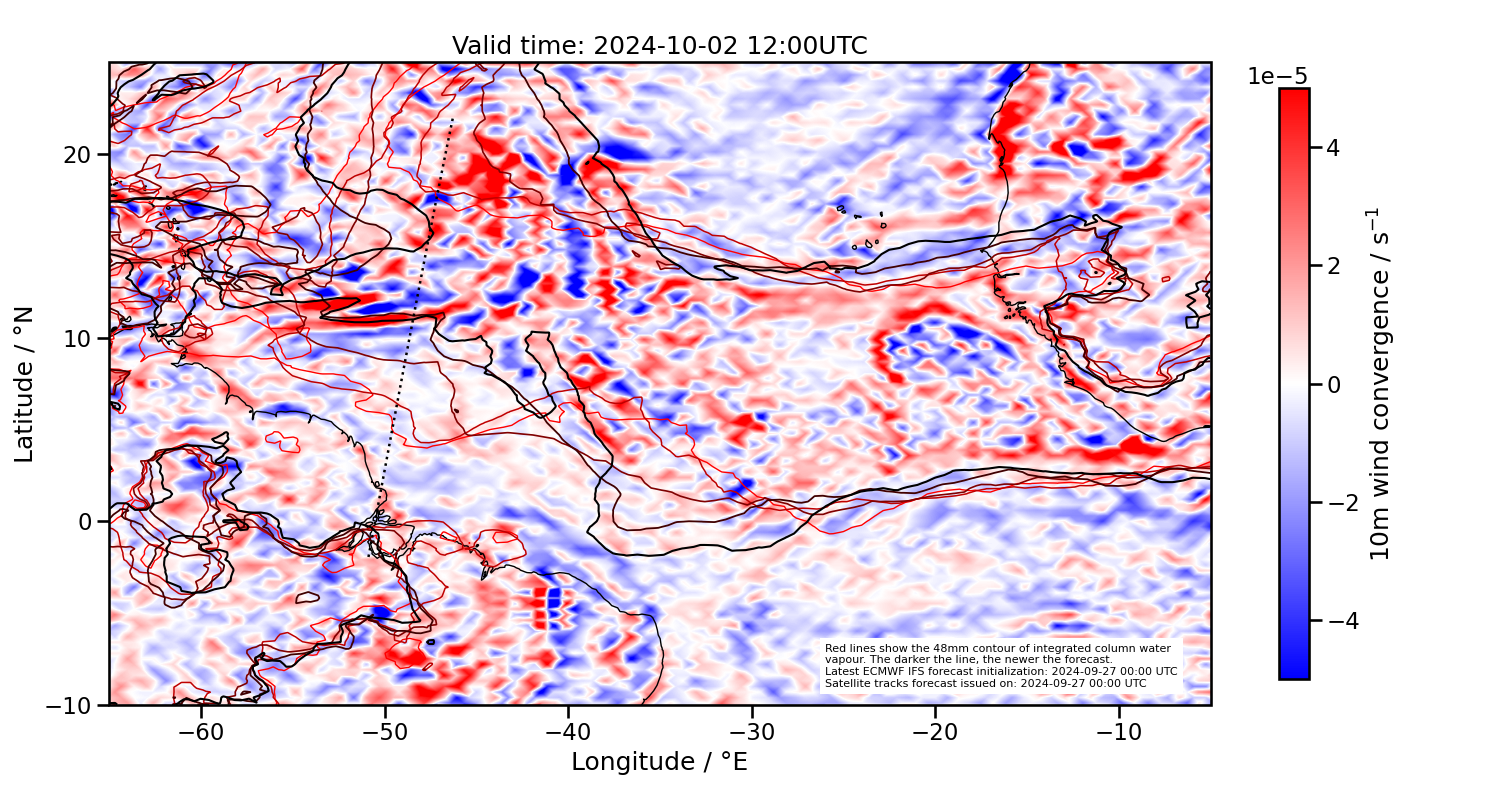 Valid time: 2024-10-02 12:00UTC
1e−5
20
10
0
−10
Latitude / °N
−60
−50
−40
−30
−20
−10
Longitude / °E
4
2
0
−2
−4
10m wind convergence / s⁻¹
Red lines show the 48mm contour of integrated column water
vapour. The darker the line, the newer the forecast.
Latest ECMWF IFS forecast initialization: 2024-09-27 00:00 UTC
Satellite tracks forecast issued on: 2024-09-27 00:00 UTC